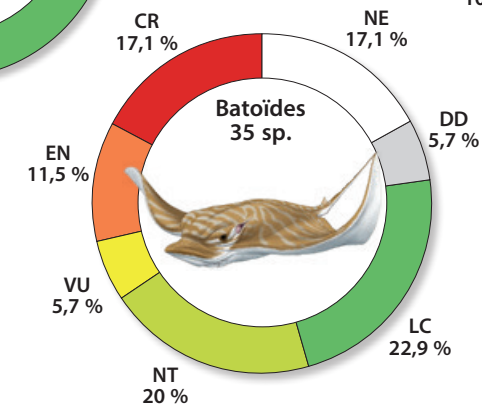 CR
17,1 %
NE
17,1 %
Batoïdes
35 sp.
DD
5,7 %
EN
11,5 %
VU
5,7 %
LC
22,9 %
NT
20 %